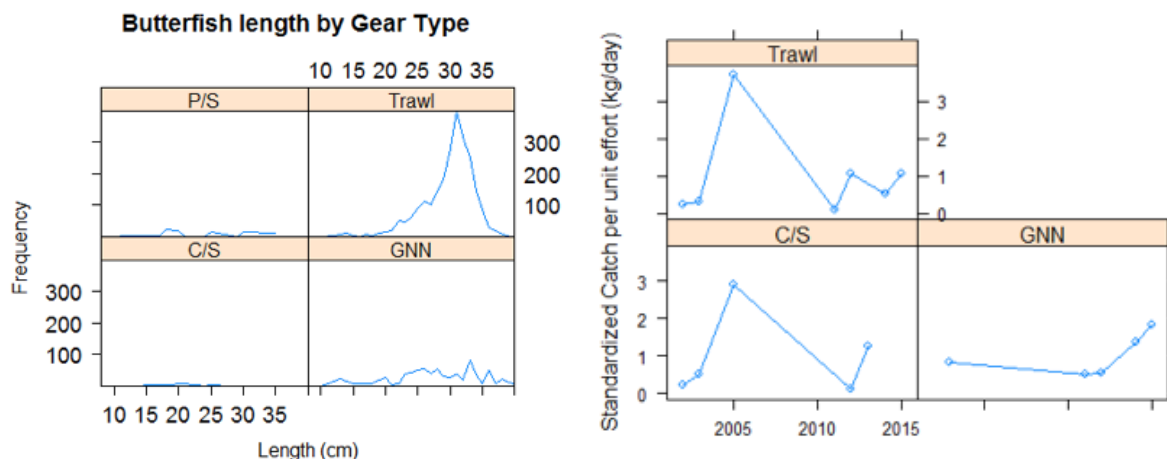 Butterfish length by Gear Type
10 15 20 25 30 35
P/S Trawl
300
200
100
C/S GNN
300
200
100
10 15 20 25 30 35
Frequency
Length (cm)
Standardized Catch per unit effort (kg/day)
Trawl
3
2
1
0
C/S GNN
3
2
1
0
2005 2010 2015